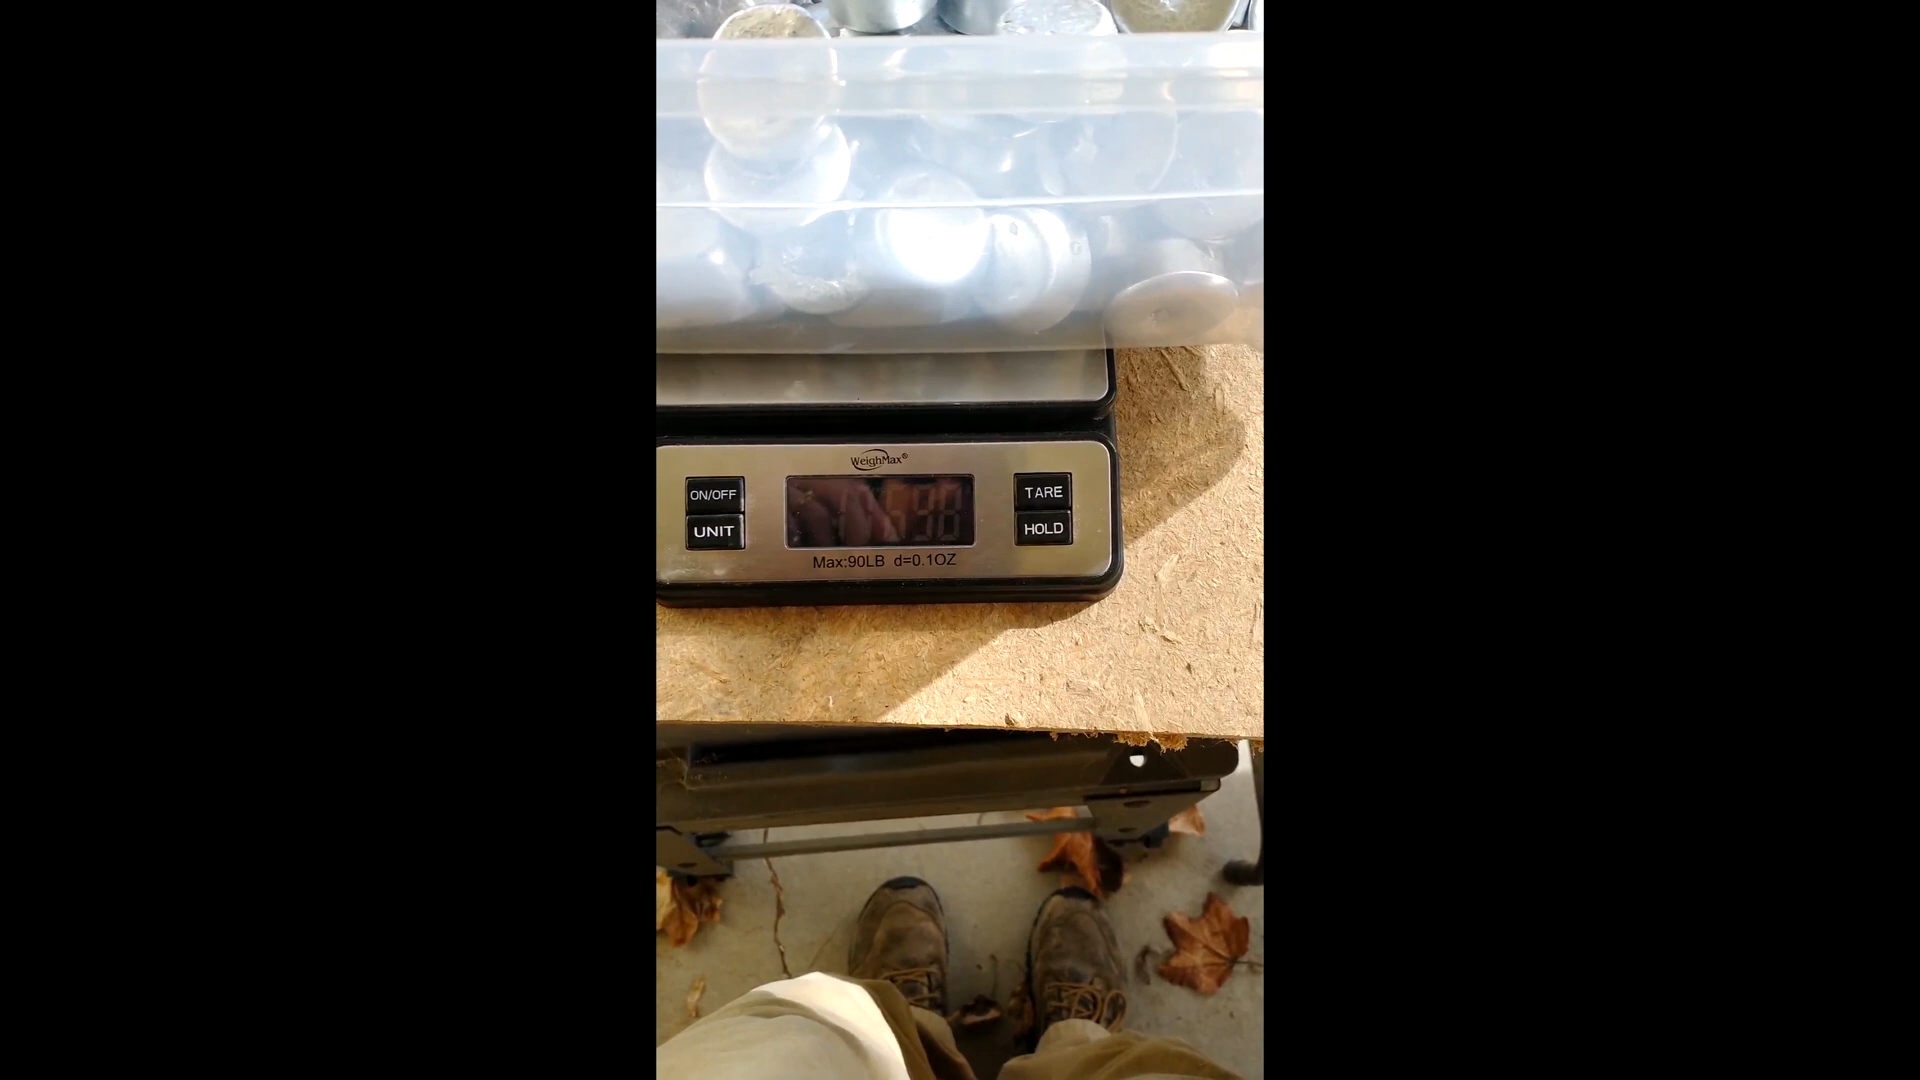 WeighMax®
ON/OFF
TARE
UNIT
HOLD
Max:90LB d=0.1OZ